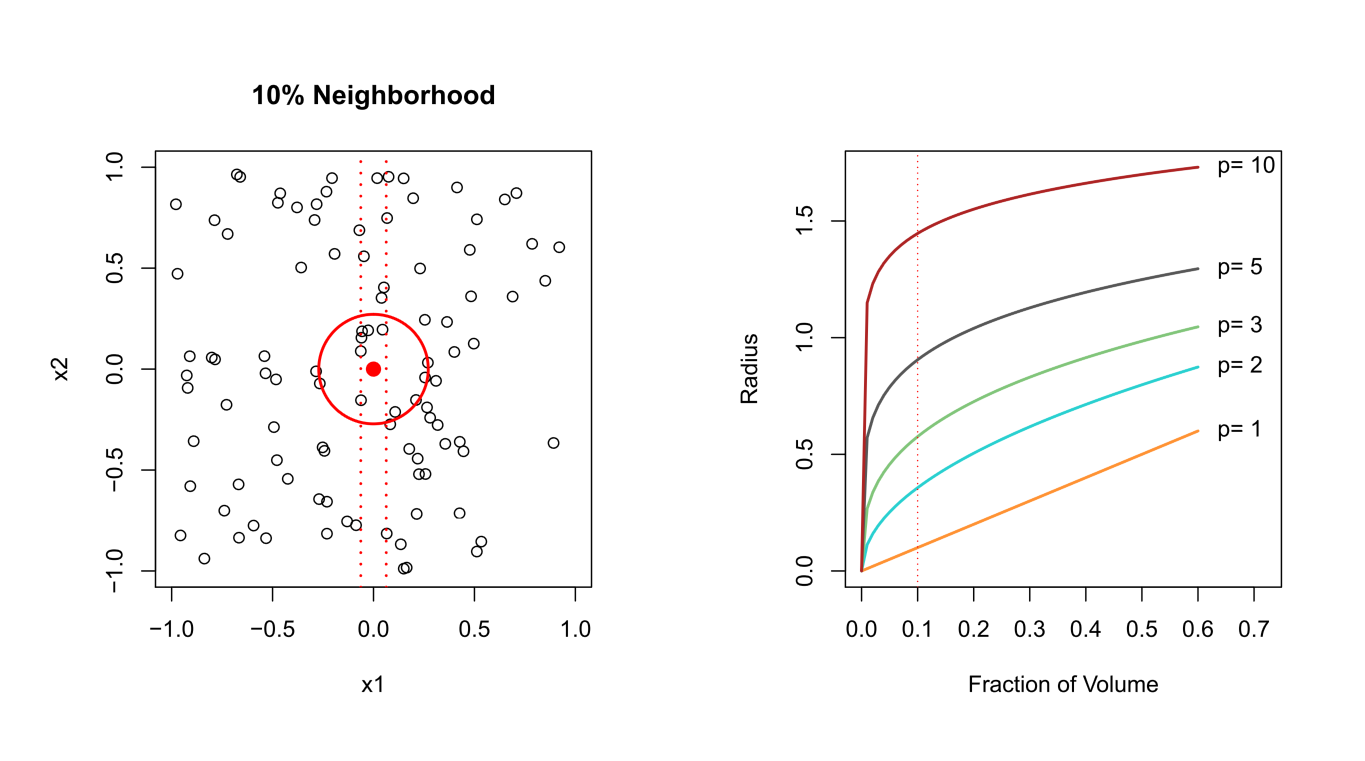 10% Neighborhood
1.0
0.5
0.0
−0.5
−1.0
x2
−1.0 −0.5 0.0 0.5 1.0
x1
1.5
1.0
0.5
0.0
Radius
p= 10
p= 5
p= 3
p= 2
p= 1
0.0 0.1 0.2 0.3 0.4 0.5 0.6 0.7
Fraction of Volume